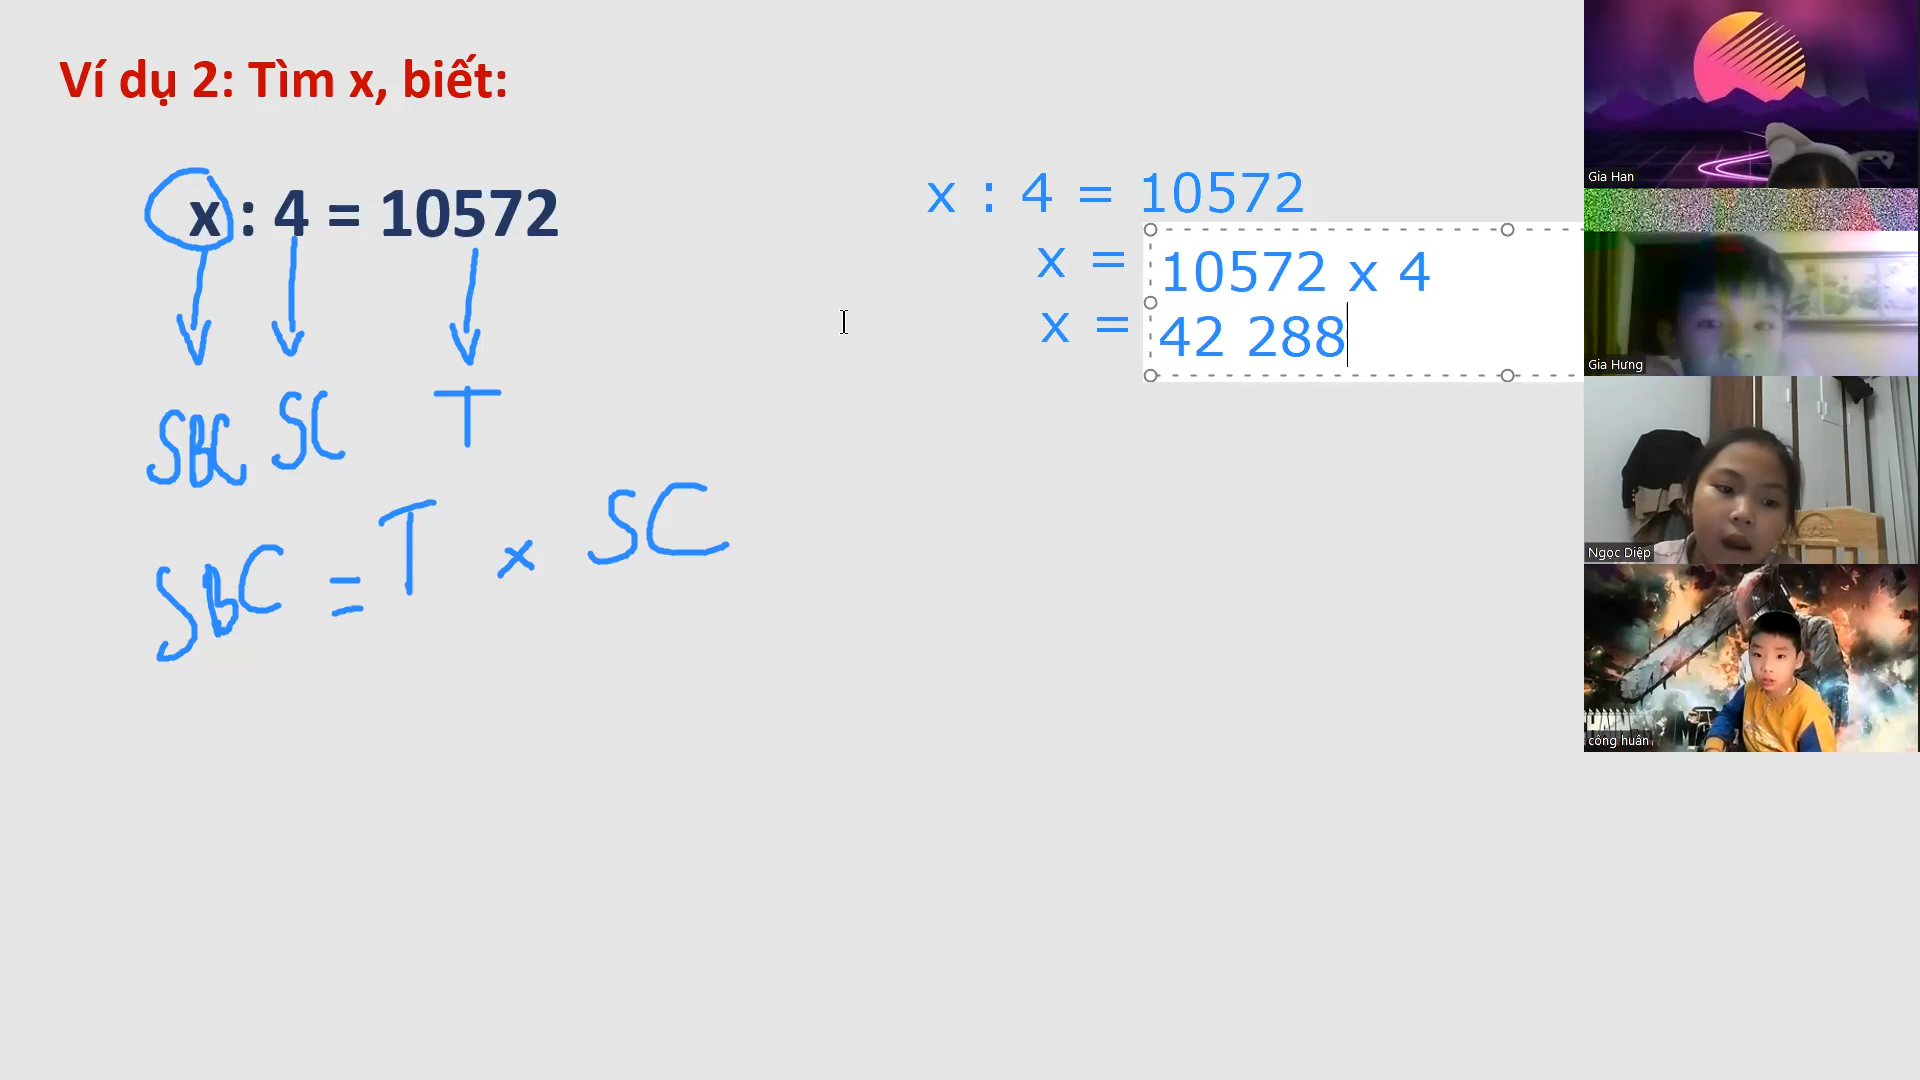 Ví dụ 2: Tìm x, biết:
x : 4 = 10572
SBC SC T
SBC = T x SC
x : 4 = 10572
x = 10572 x 4
x = 42 288
Gia Han
Gia Hưng
Ngọc Diệp
công huân